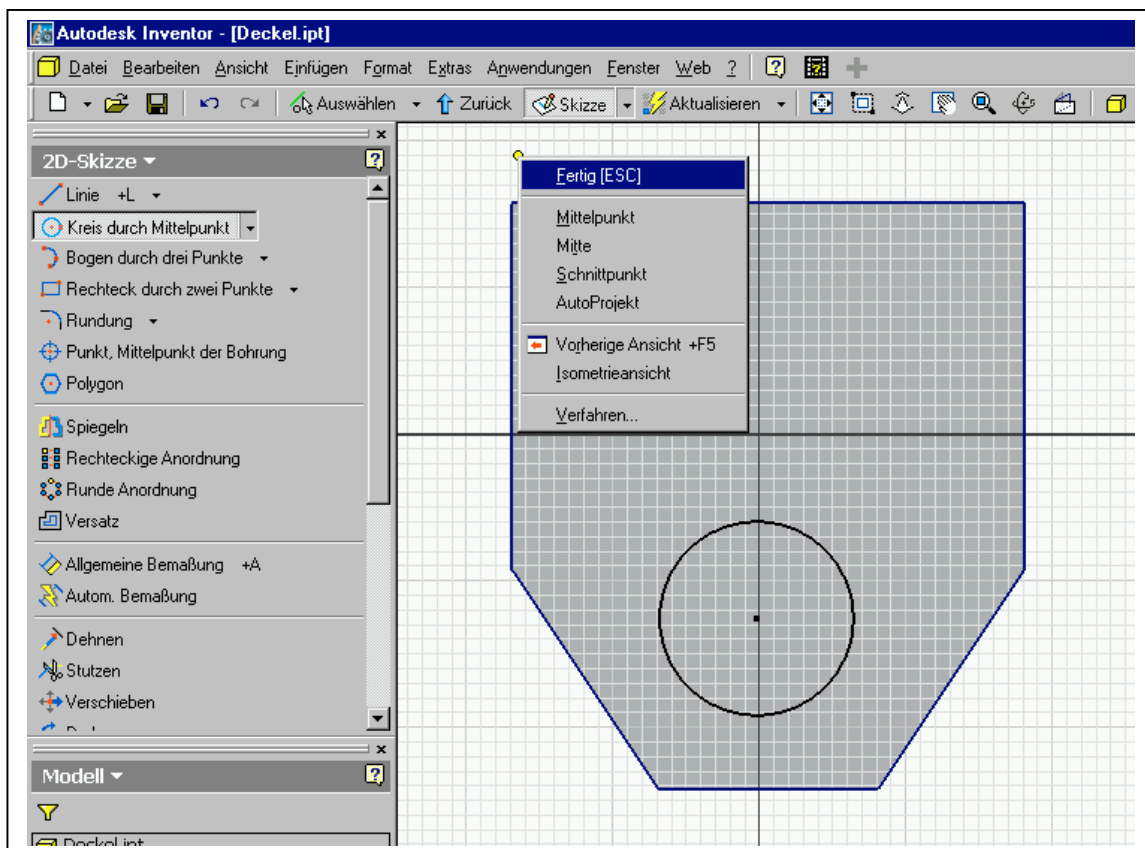 Autodesk Inventor - [Deckel.ipt]
Datei Bearbeiten Ansicht Einfügen Format Extras Anwendungen Fenster Web ?
Auswählen Zurück Skizze Aktualisieren
2D-Skizze
Linie +L
Kreis durch Mittelpunkt
Bogen durch drei Punkte
Rechteck durch zwei Punkte
Rundung
Punkt, Mittelpunkt der Bohrung
Polygon
Spiegeln
Rechteckige Anordnung
Runde Anordnung
Versatz
Allgemeine Bemaßung +A
Autom. Bemaßung
Dehnen
Stutzen
Verschieben
Modell
Deckel.ipt
Fertig [ESC]
Mittelpunkt
Mitte
Schnittpunkt
AutoProjekt
Vorherige Ansicht +F5
Isometrieansicht
Verfahren...